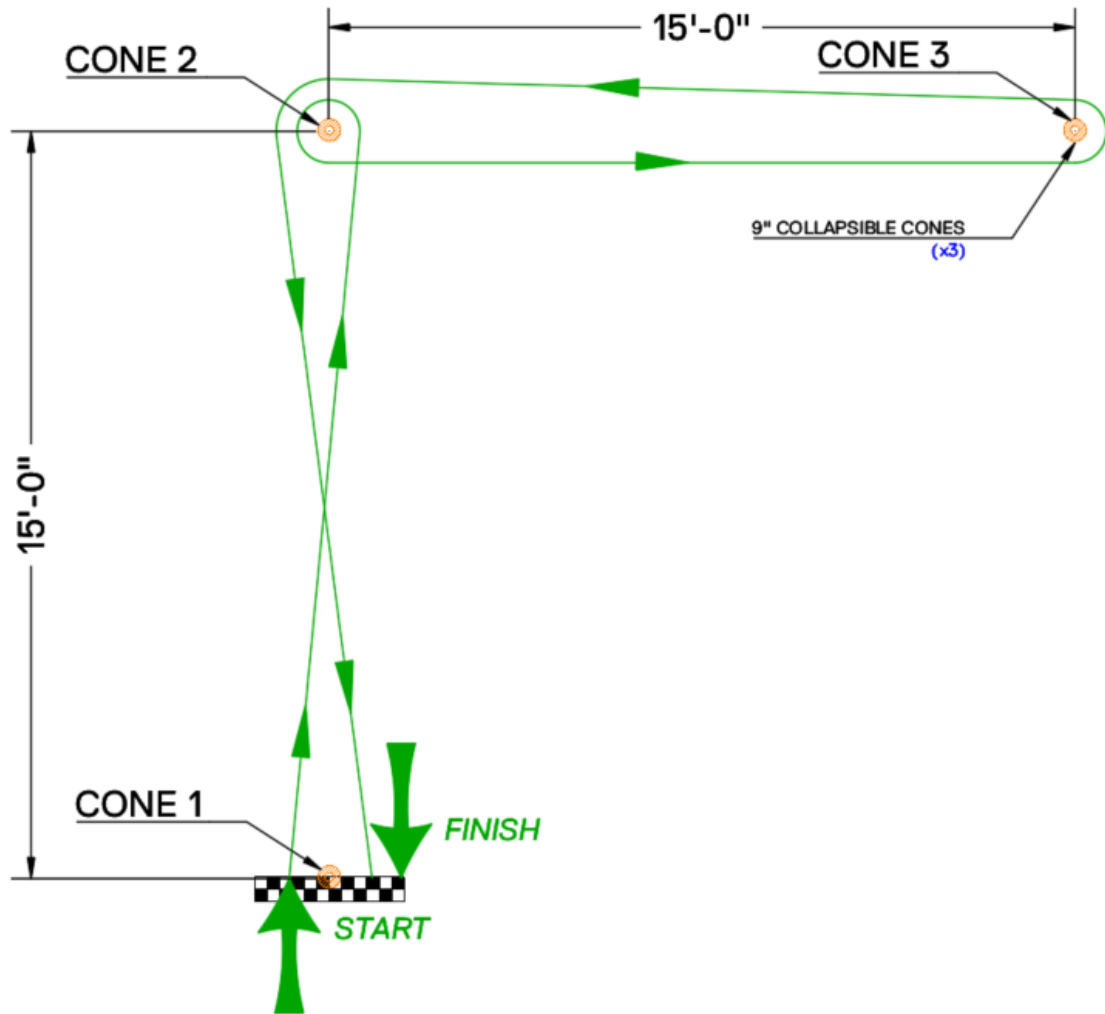 15'-0"
CONE 2
CONE 3
9" COLLAPSIBLE CONES
(x3)
15'-0"
CONE 1
FINISH
START